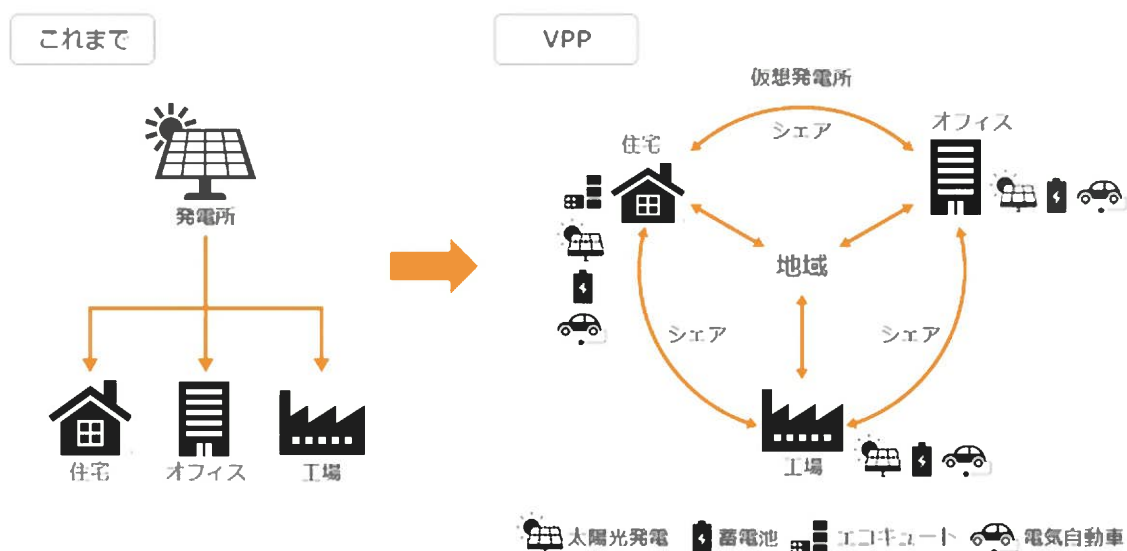 これまで
発電所
住宅
オフィス
工場
VPP
仮想発電所
シェア
住宅
オフィス
地域
シェア
シェア
工場
太陽光発電
蓄電池
エコキュート
電気自動車